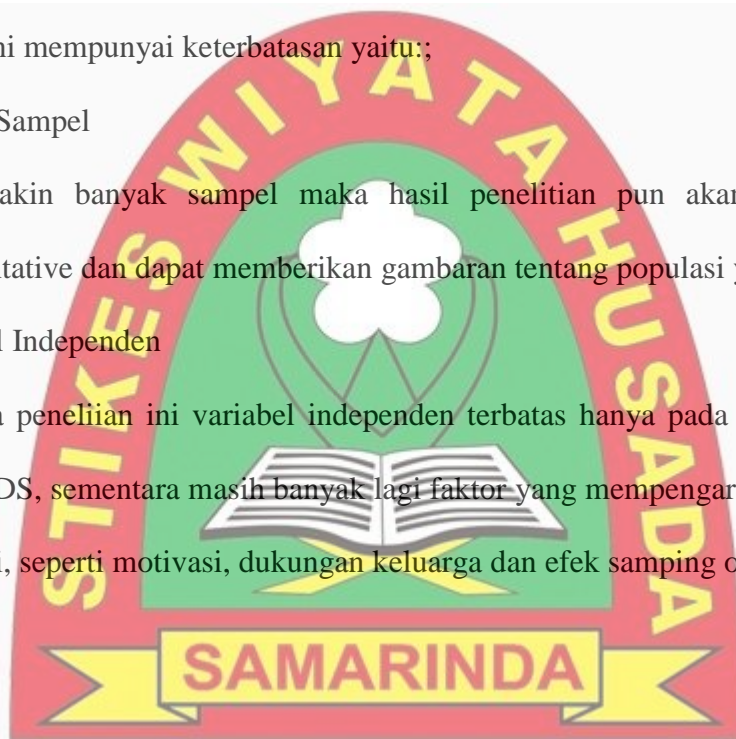 ni mempunyai keterbatasan yaitu:;
Sampel
akin banyak sampel maka hasil penelitian pun akan
ntative dan dapat memberikan gambaran tentang populasi y
l Independen
a peneliian ini variabel independen terbatas hanya pada
DS, sementara masih banyak lagi faktor yang mempengar
i, seperti motivasi, dukungan keluarga dan efek samping o
STIKES WIYATA HUSADA
SAMARINDA